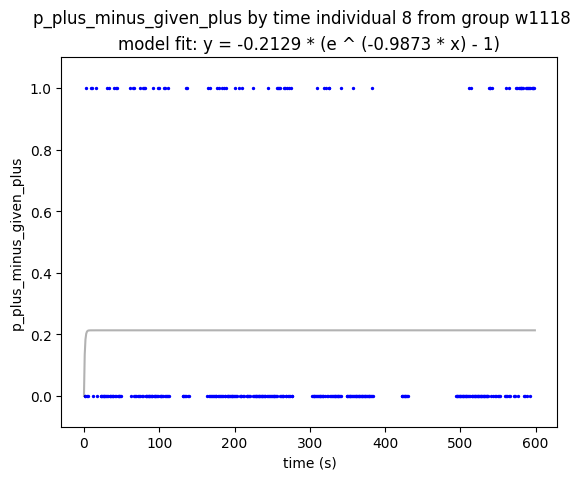 p_plus_minus_given_plus by time individual 8 from group w1118
model fit: y = -0.2129 * (e ^ (-0.9873 * x) - 1)
1.0
0.8
0.6
0.4
0.2
0.0
p_plus_minus_given_plus
0 100 200 300 400 500 600
time (s)